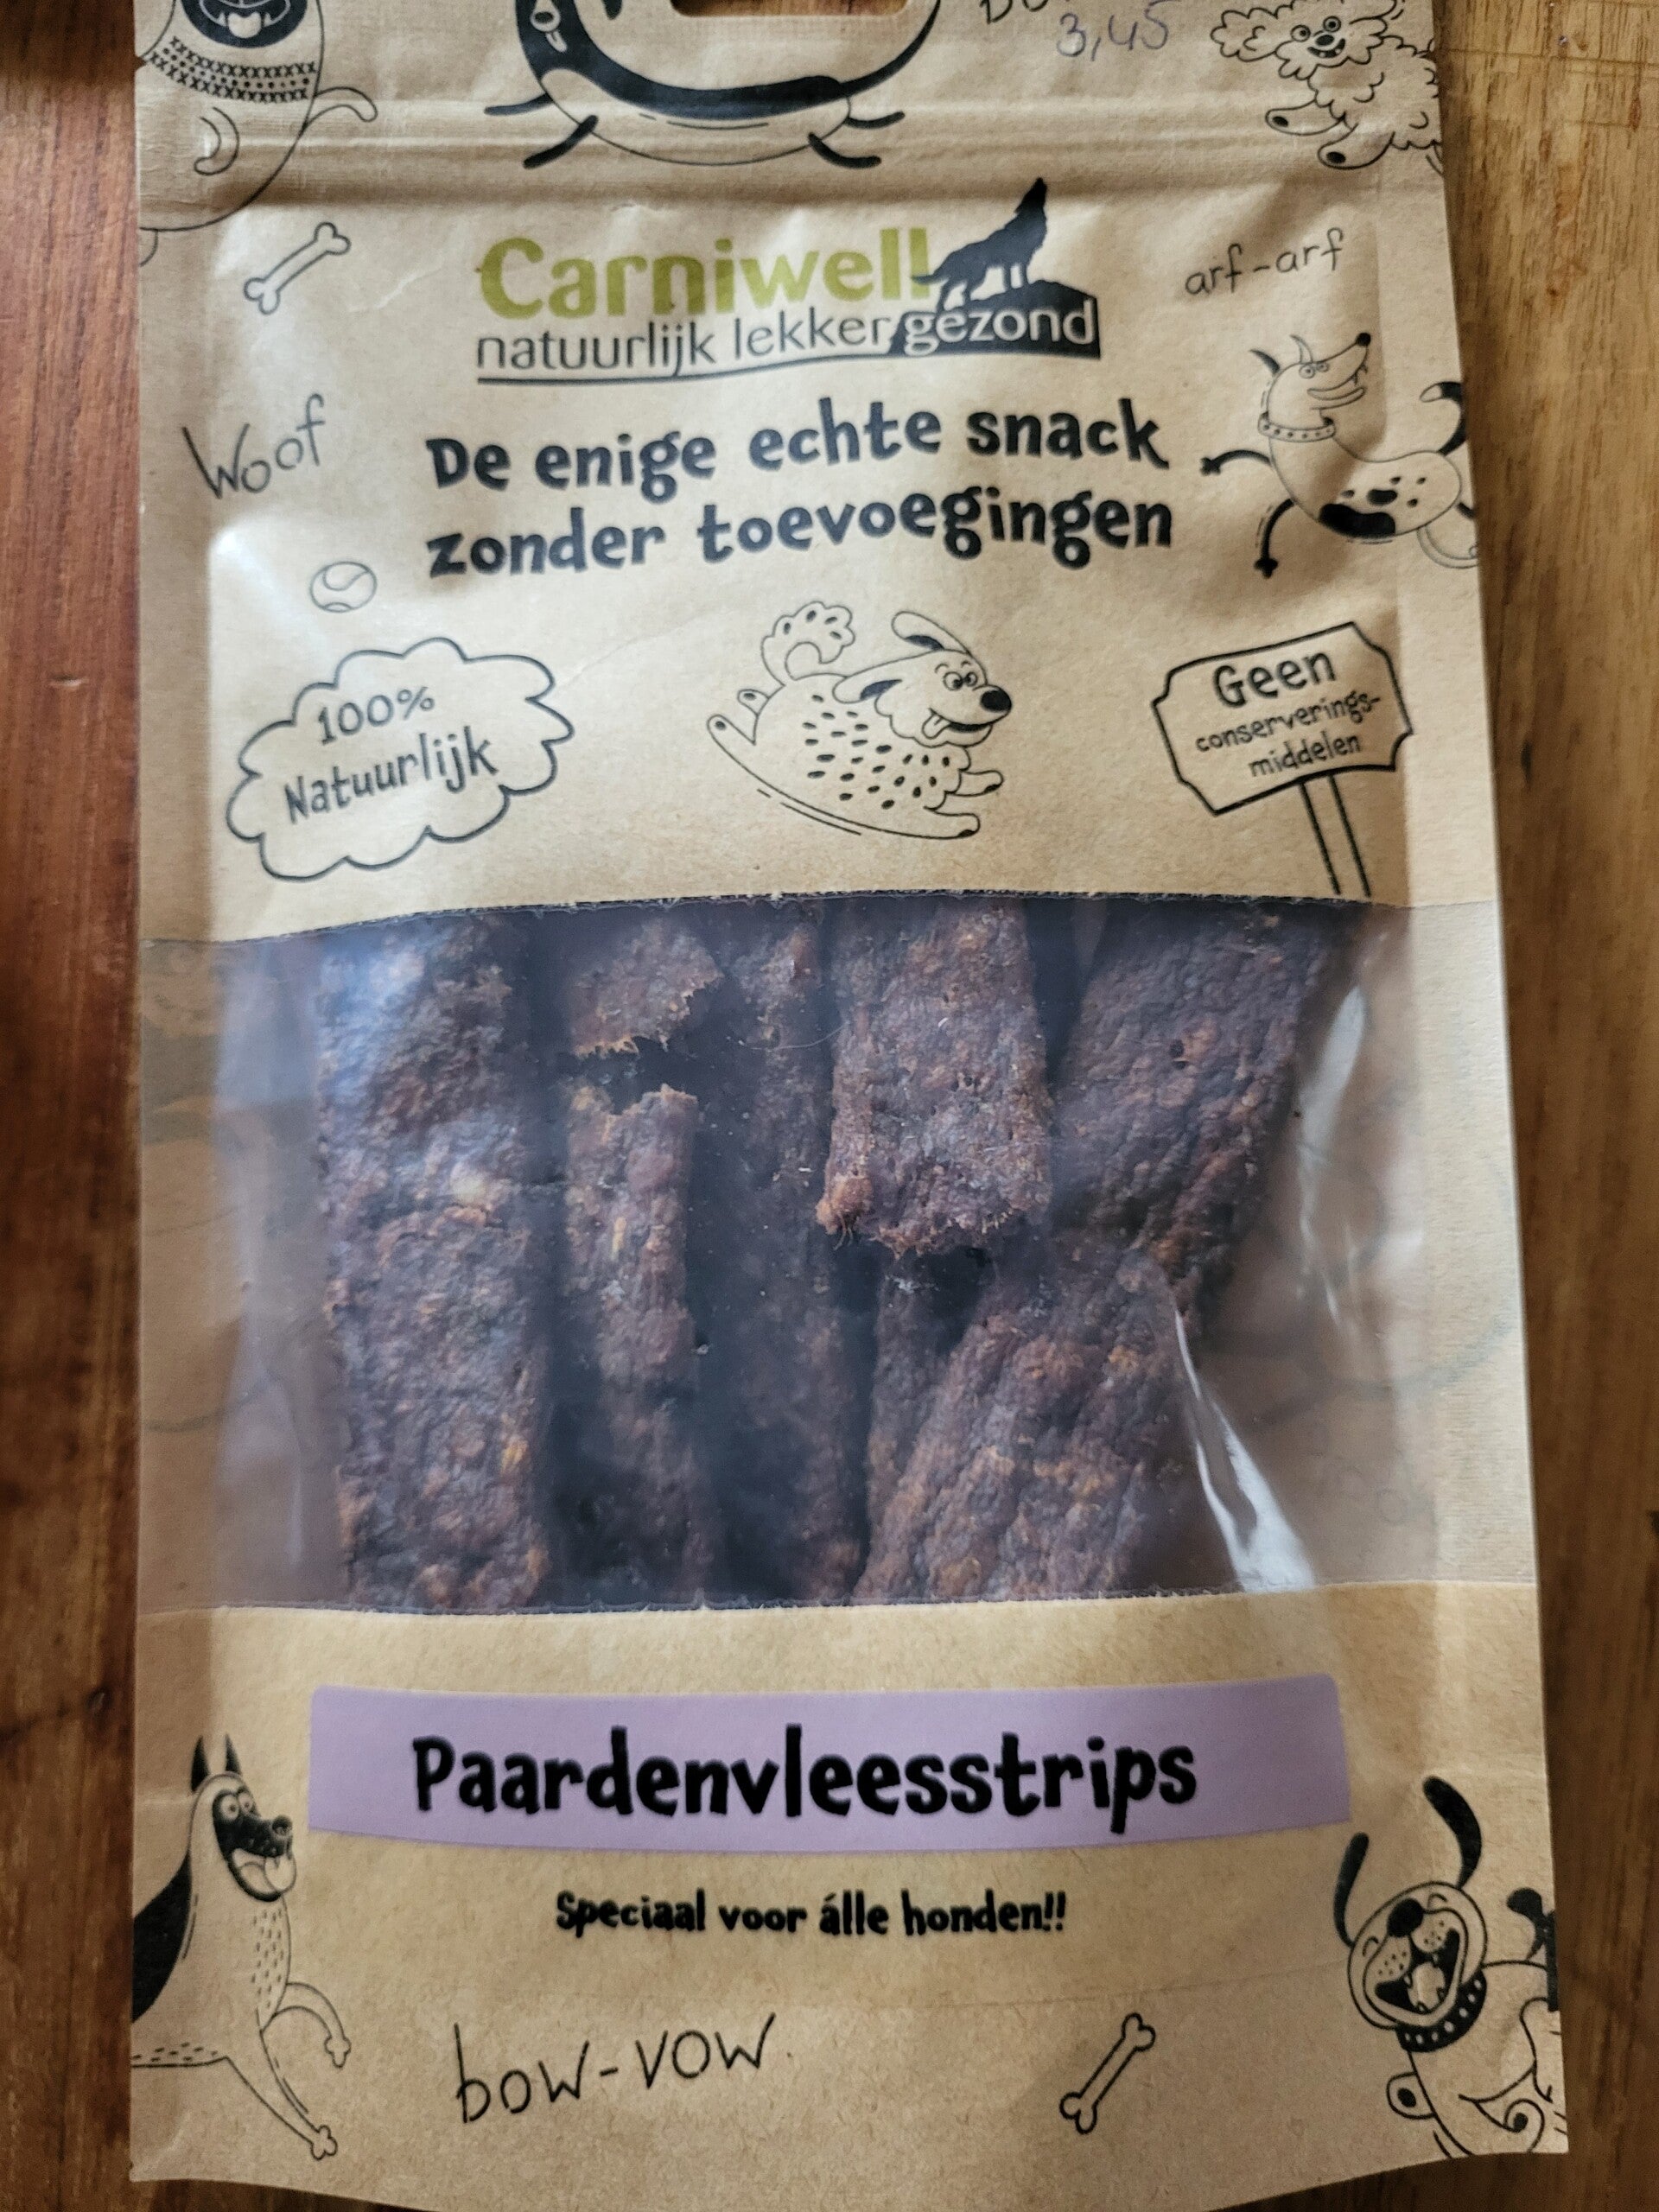 3,45
Carniwell
natuurlijk lekker gezond
arf-arf
Woof
De enige echte snack
zonder toevoegingen
100%
Natuurlijk
Geen
conserverings-
middelen
Paardenvleesstrips
Speciaal voor álle honden!!
bow-vow